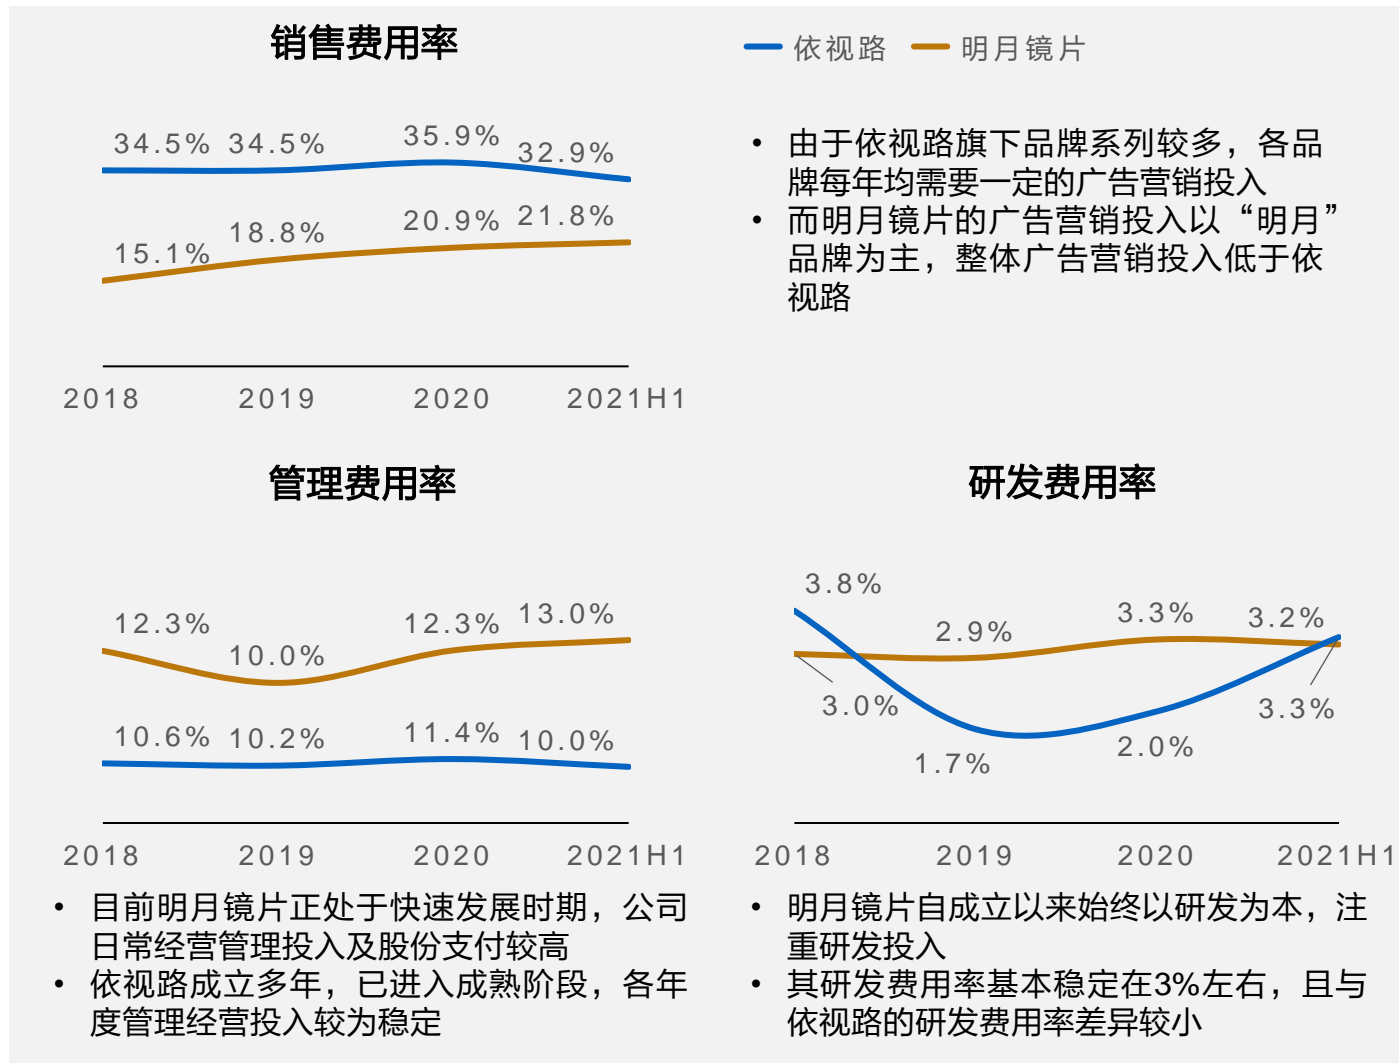 销售费用率
依视路 明月镜片
34.5% 34.5% 35.9% 32.9%
15.1% 18.8% 20.9% 21.8%
2018 2019 2020 2021H1
• 由于依视路旗下品牌系列较多，各品
牌每年均需要一定的广告营销投入
• 而明月镜片的广告营销投入以“明月”
品牌为主，整体广告营销投入低于依
视路
管理费用率
12.3% 10.0% 12.3% 13.0%
10.6% 10.2% 11.4% 10.0%
2018 2019 2020 2021H1
• 目前明月镜片正处于快速发展时期，公司
日常经营管理投入及股份支付较高
• 依视路成立多年，已进入成熟阶段，各年
度管理经营投入较为稳定
研发费用率
3.8%
2.9% 3.3% 3.2%
3.0% 3.3%
1.7% 2.0%
2018 2019 2020 2021H1
• 明月镜片自成立以来始终以研发为本，注
重研发投入
• 其研发费用率基本稳定在3%左右，且与
依视路的研发费用率差异较小